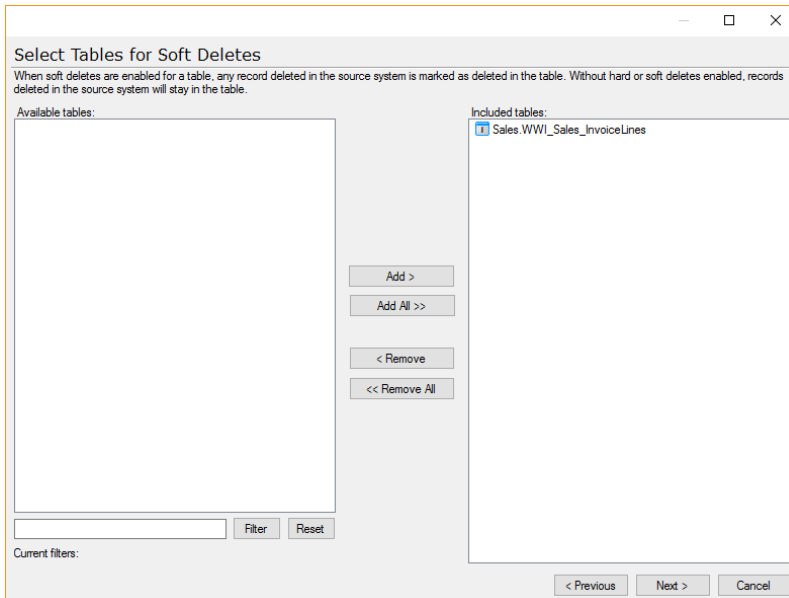 Select Tables for Soft Deletes
When soft deletes are enabled for a table, any record deleted in the source system is marked as deleted in the table. Without hard or soft deletes enabled, records
deleted in the source system will stay in the table.
Available tables:
Included tables:
Sales.WWI_Sales_InvoiceLines
Add >
Add All >>
< Remove
<< Remove All
Filter
Reset
Current filters:
< Previous
Next >
Cancel